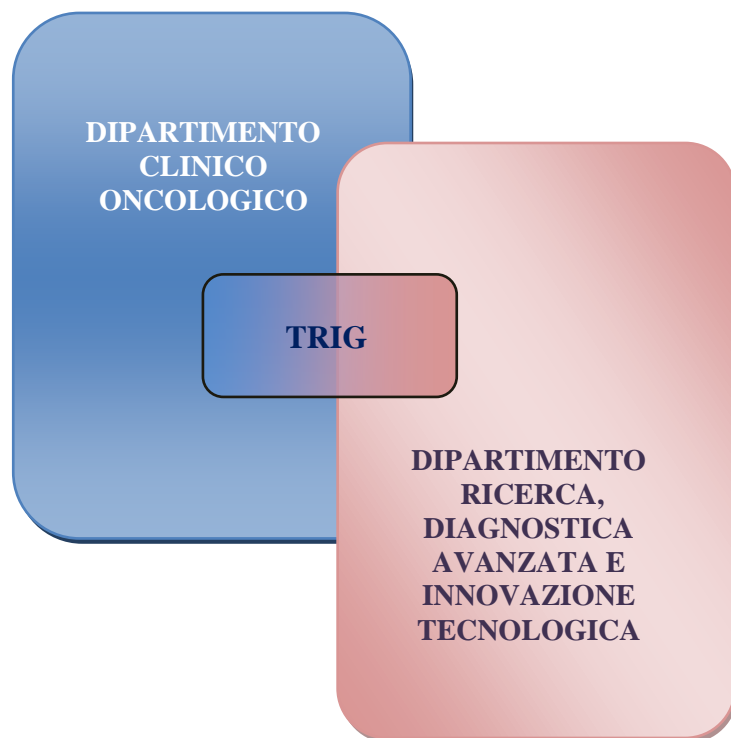 DIPARTIMENTO
CLINICO
ONCOLOGICO
TRIG
DIPARTIMENTO
RICERCA,
DIAGNOSTICA
AVANZATA E
INNOVAZIONE
TECNOLOGICA